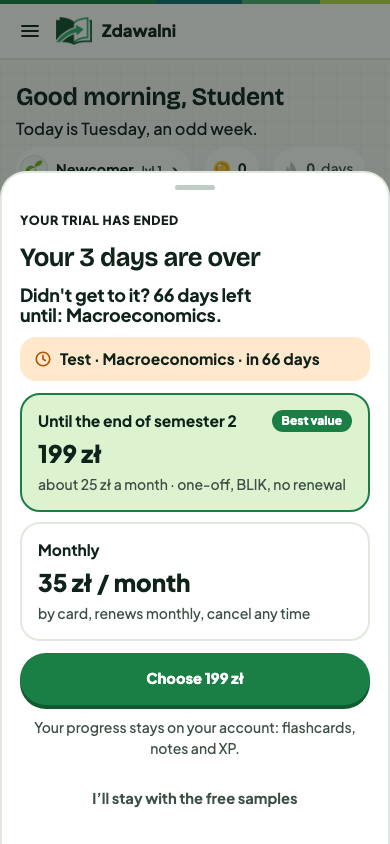 Zdawalni
Good morning, Student
Today is Tuesday, an odd week.
Newcomer lvl 1 › 0 0 days
YOUR TRIAL HAS ENDED
Your 3 days are over
Didn't get to it? 66 days left
until: Macroeconomics.
Test · Macroeconomics · in 66 days
Until the end of semester 2 Best value
199 zł
about 25 zł a month · one-off, BLIK, no renewal
Monthly
35 zł / month
by card, renews monthly, cancel any time
Choose 199 zł
Your progress stays on your account: flashcards,
notes and XP.
I’ll stay with the free samples